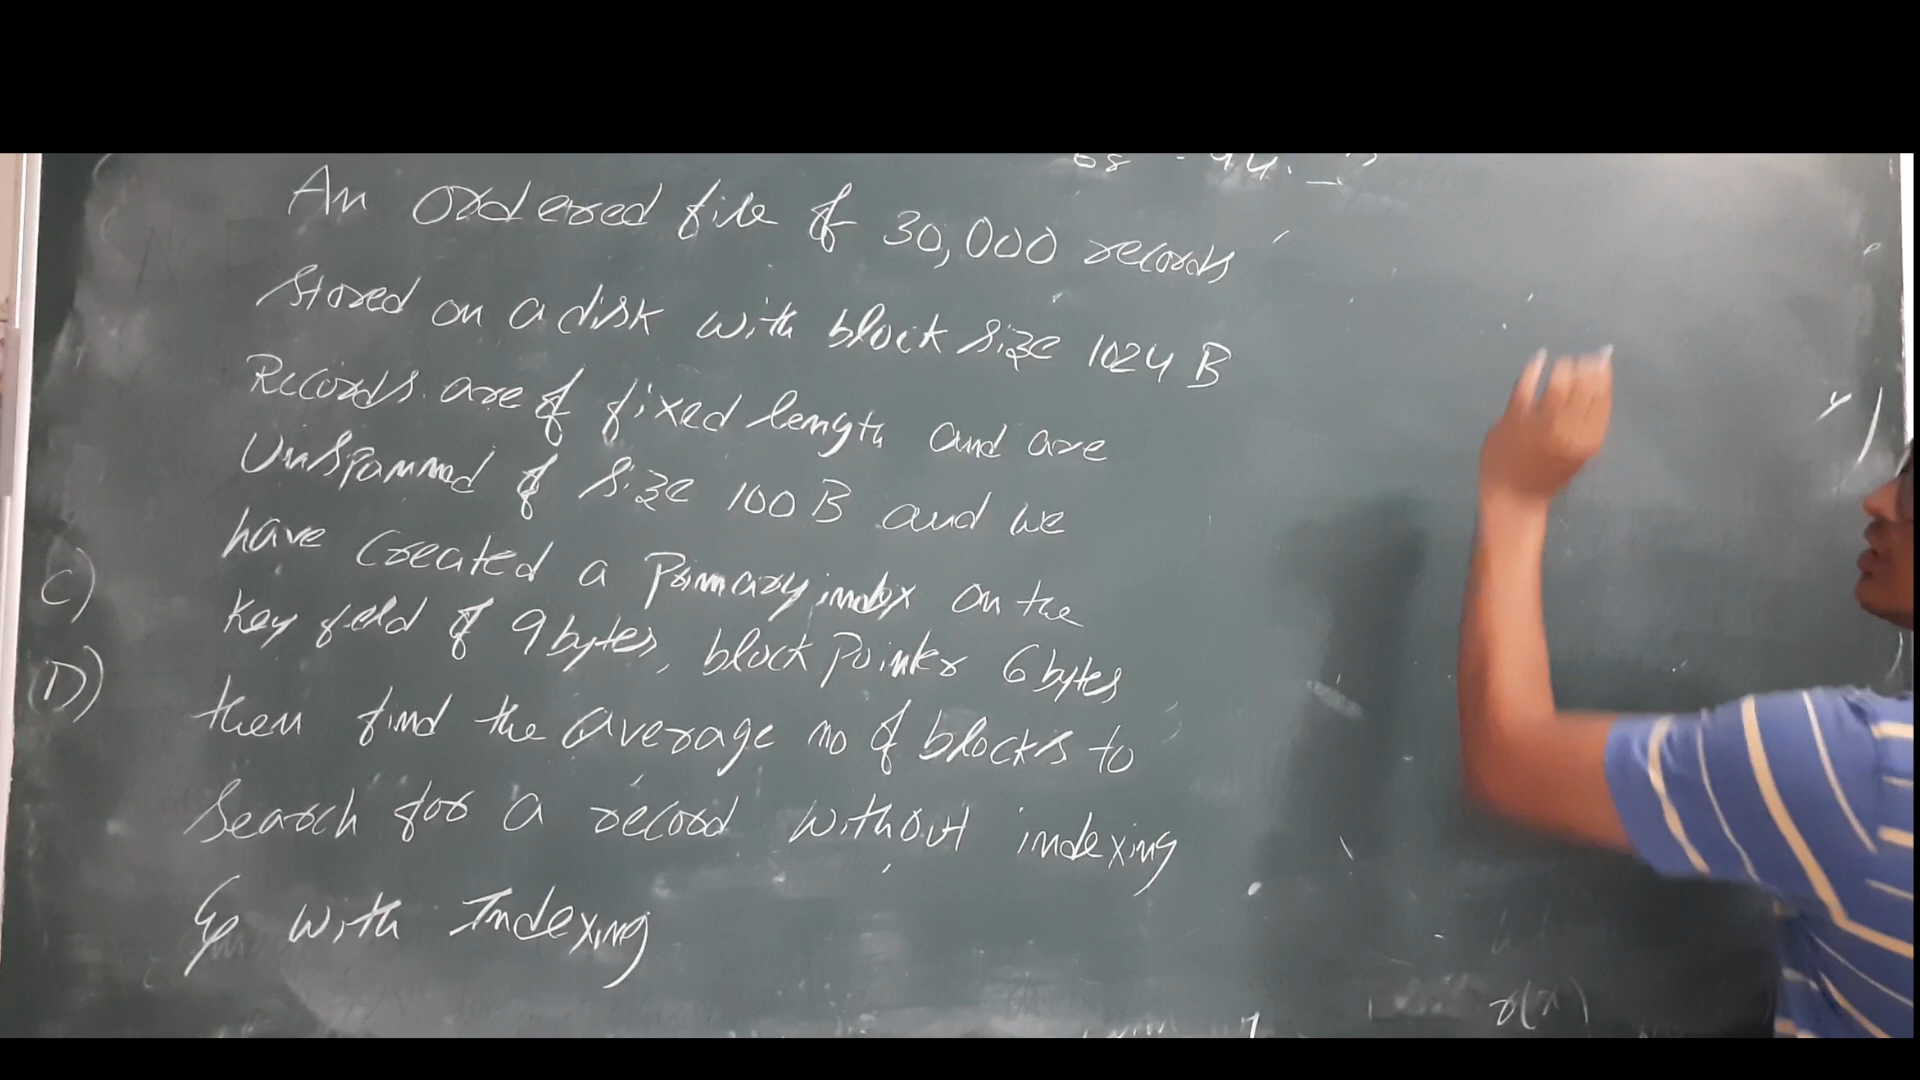 An ordered file of 30,000 records
Stored on a disk with block size 1024 B
Records are of fixed length and are
Unspanned of size 100 B and we
have created a Primary index on the
C)
key field of 9 bytes, block pointer 6 bytes
D)
then find the average no of blocks to
Search for a record without indexing
& with Indexing
r(x)